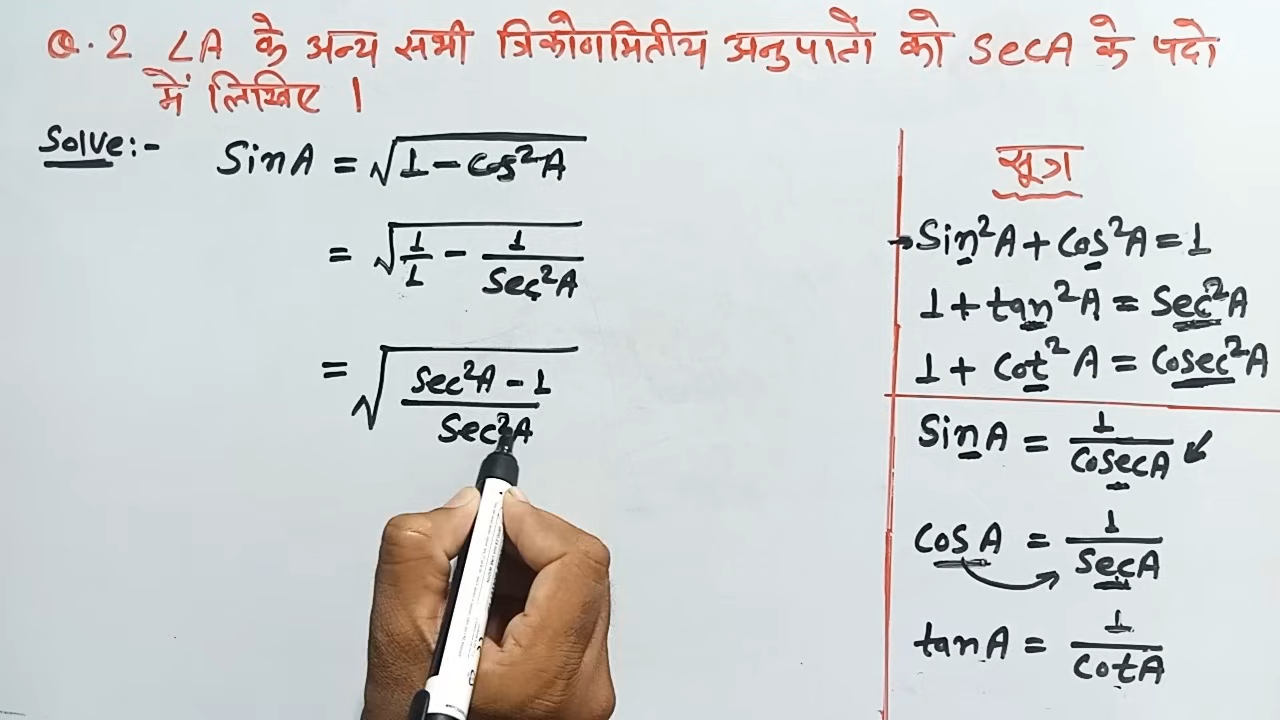 Q.2 ∠A के अन्य सभी त्रिकोणमितीय अनुपातो को SecA के पदो
में लिखिए ।
Solve:- SinA = √(1 - Cos²A)
= √(1/1 - 1/Sec²A)
= √((Sec²A - 1)/Sec²A)
सूत्र
→ Sin²A + Cos²A = 1
1 + tan²A = Sec²A
1 + Cot²A = Cosec²A
SinA = 1/CosecA ↙
CosA = 1/SecA
tanA = 1/CotA